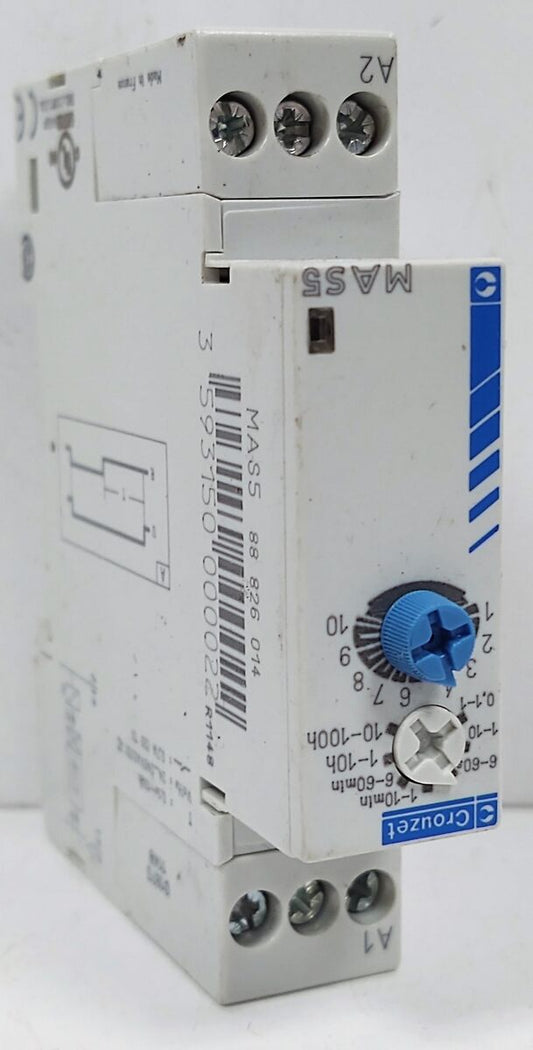 A2
Made in France
MAS5
MAS5 88 826 014
3 593150 000022 R1148
10
9
8
7
6
4
3
2
1
0,1-1
1-10
6-60
1-10min
6-60min
1-10h
10-100h
Crouzet
A1